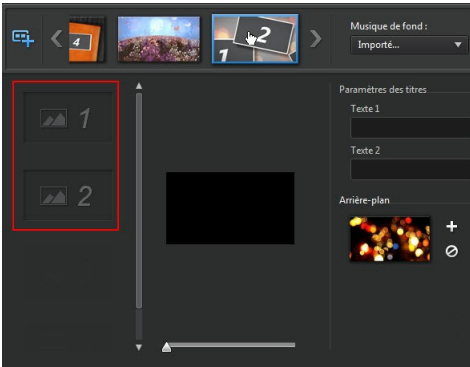 4
2
1
Musique de fond :
Importé...
Paramètres des titres
Texte 1
Texte 2
Arrière-plan
1
2